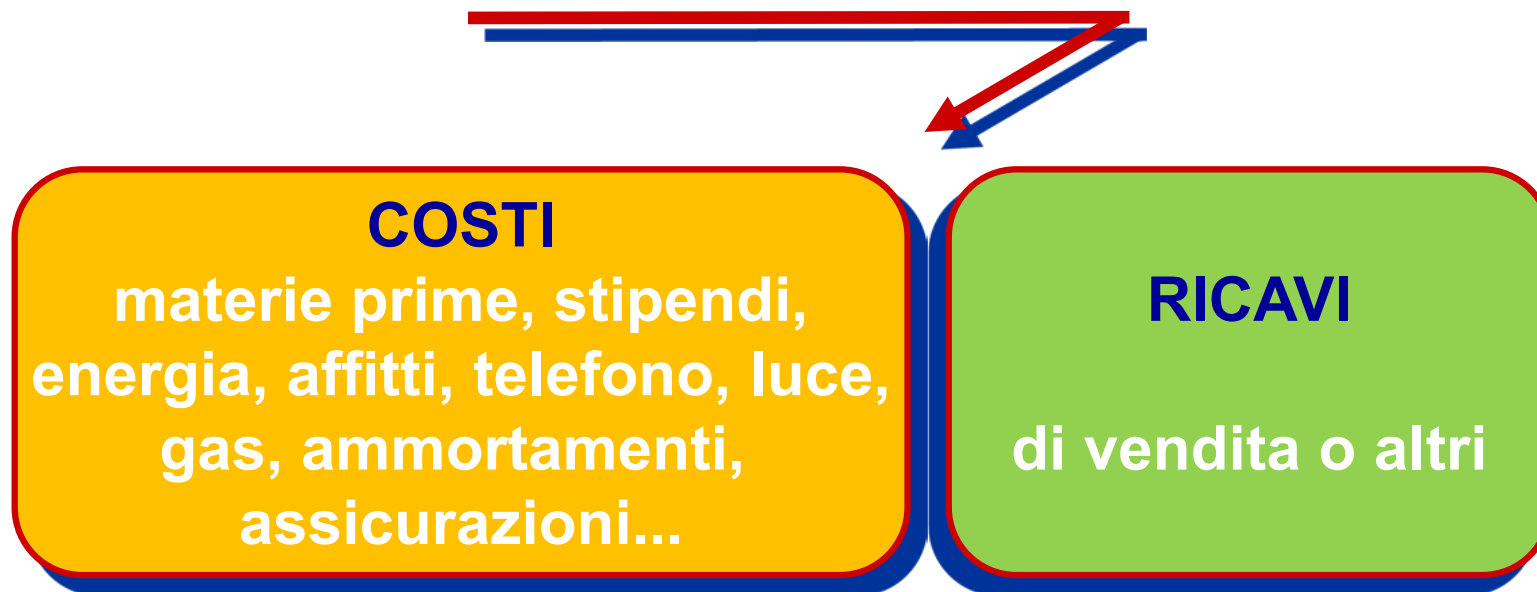 COSTI
materie prime, stipendi,
energia, affitti, telefono, luce,
gas, ammortamenti,
assicurazioni...
RICAVI
di vendita o altri